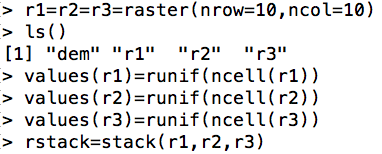 > r1=r2=r3=raster(nrow=10,ncol=10)
> ls()
[1] "dem" "r1"  "r2"  "r3"
> values(r1)=runif(ncell(r1))
> values(r2)=runif(ncell(r2))
> values(r3)=runif(ncell(r3))
> rstack=stack(r1,r2,r3)